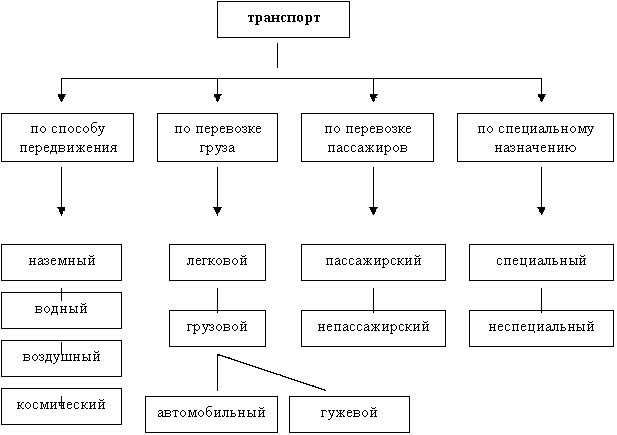 транспорт
по способу
передвижения
по перевозке
груза
по перевозке
пассажиров
по специальному
назначению
наземный
легковой
пассажирский
специальный
водный
грузовой
непассажирский
неспециальный
воздушный
космический
автомобильный
гужевой